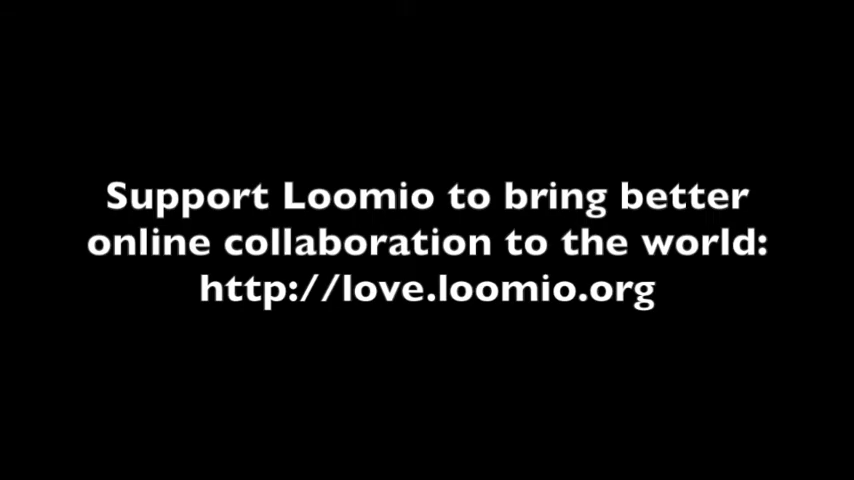 Support Loomio to bring better
online collaboration to the world:
http://love.loomio.org